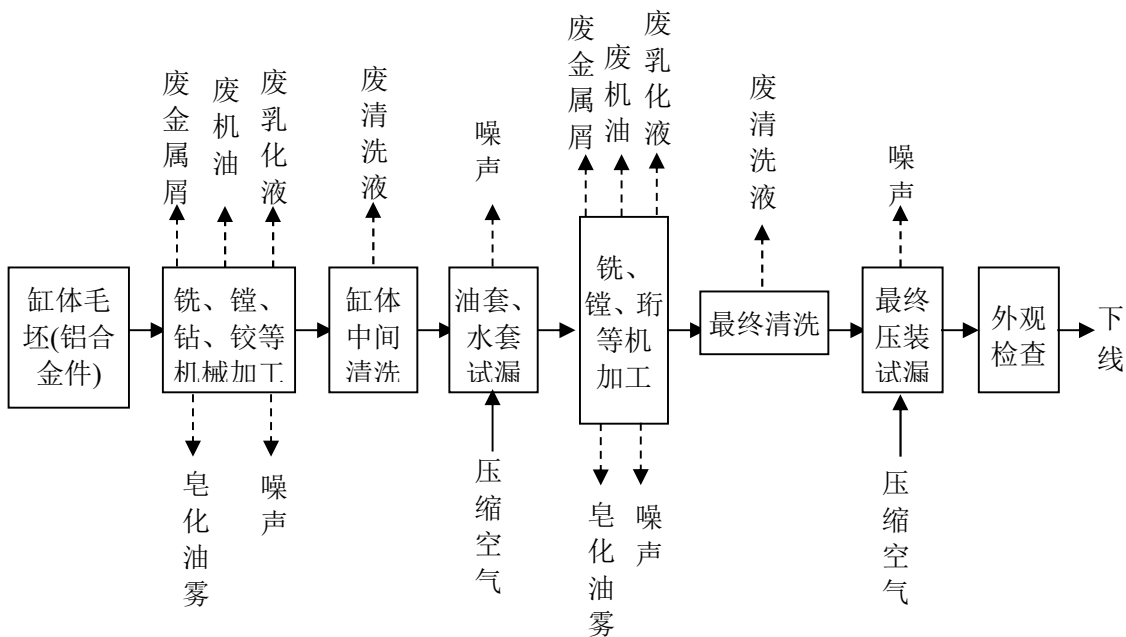 废金属屑
废机油
废乳化液
废清洗液
噪声
废金属屑
废机油
废乳化液
废清洗液
噪声
缸体毛
坯(铝合
金件)
铣、镗、
钻、铰等
机械加工
缸体
中间
清洗
油套、
水套
试漏
铣、
镗、珩
等机
加工
最终清洗
最终
压装
试漏
外观
检查
下线
皂化油雾
噪声
压缩空气
皂化油雾
噪声
压缩空气